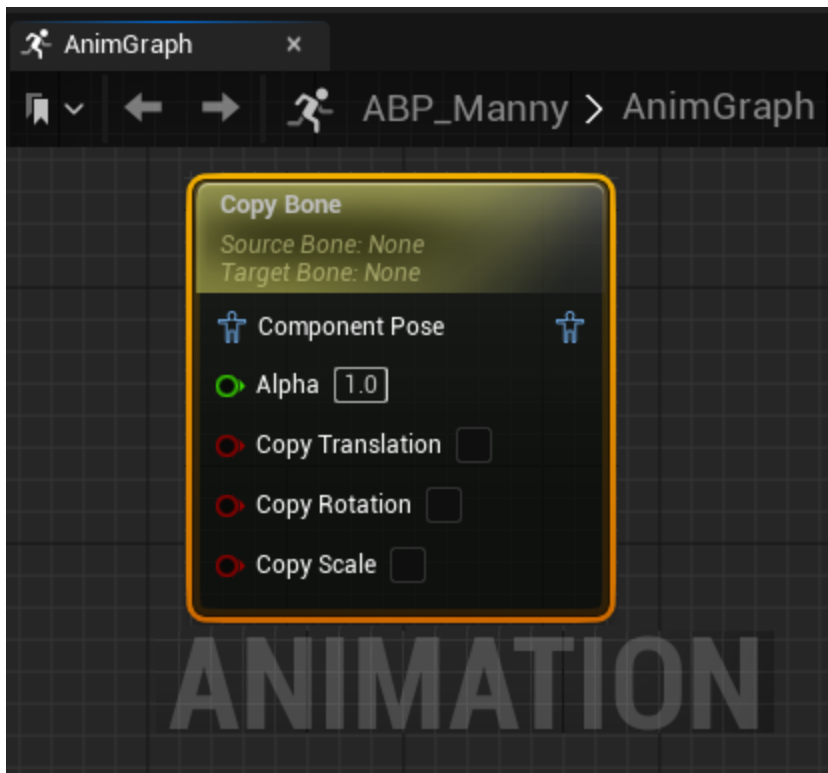 AnimGraph
ABP_Manny > AnimGraph
Copy Bone
Source Bone: None
Target Bone: None
Component Pose
Alpha 1.0
Copy Translation
Copy Rotation
Copy Scale
ANIMATION